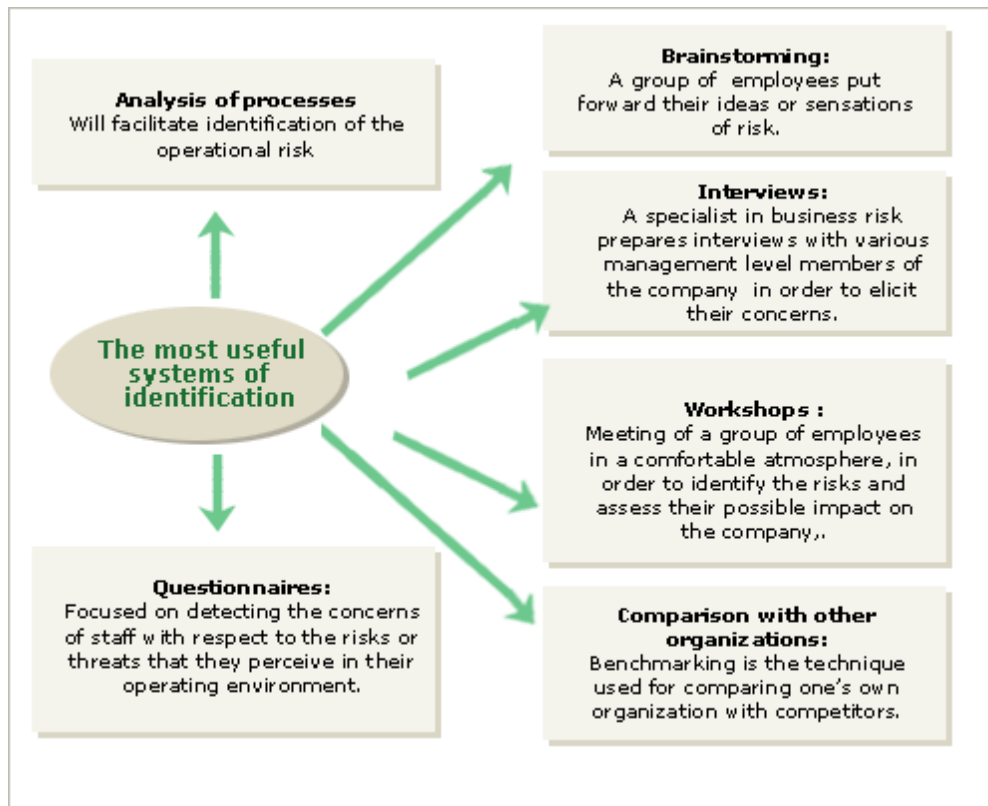 Analysis of processes
Will facilitate identification of the
operational risk
Brainstorming:
A group of employees put
forward their ideas or sensations
of risk.
Interviews:
A specialist in business risk
prepares interviews with various
management level members of
the company in order to elicit
their concerns.
The most useful
systems of
identification
Workshops :
Meeting of a group of employees
in a comfortable atmosphere, in
order to identify the risks and
assess their possible impact on
the company,.
Questionnaires:
Focused on detecting the concerns
of staff with respect to the risks or
threats that they perceive in their
operating environment.
Comparison with other
organizations:
Benchmarking is the technique
used for comparing one's own
organization with competitors.